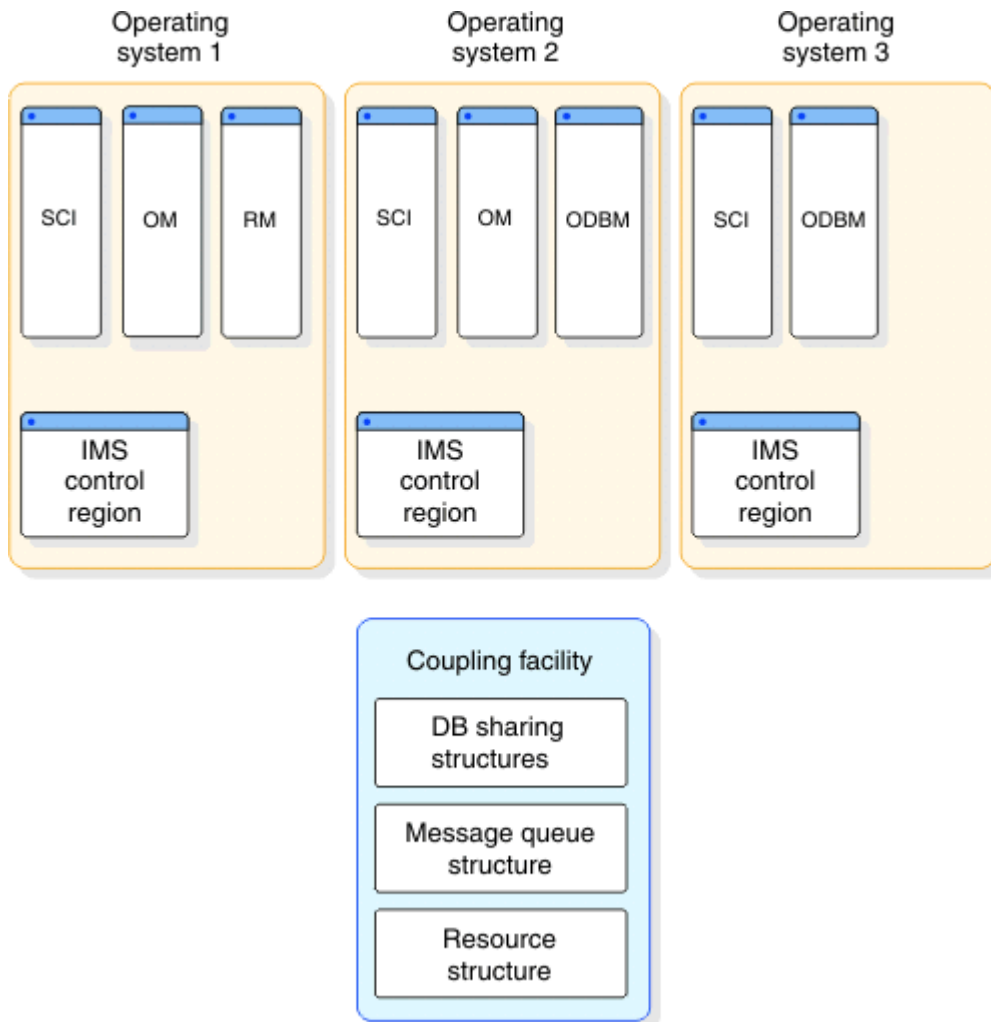 Operating
system 1
Operating
system 2
Operating
system 3
SCI
OM
RM
SCI
OM
ODBM
SCI
ODBM
IMS
control
region
IMS
control
region
IMS
control
region
Coupling facility
DB sharing
structures
Message queue
structure
Resource
structure